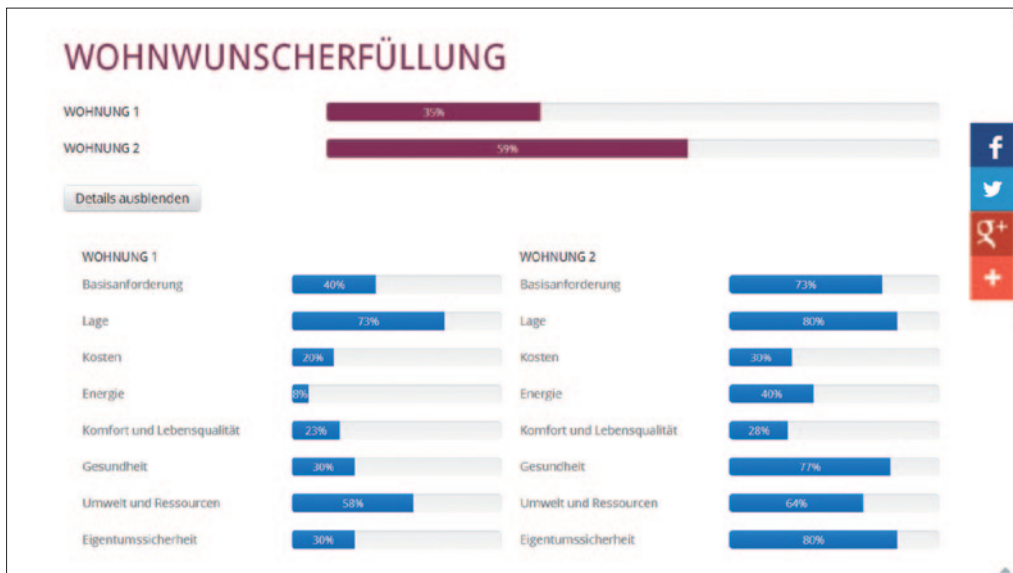 WOHNWUNSCHERFÜLLUNG
WOHNUNG 1 35%
WOHNUNG 2 59%
Details ausblenden
WOHNUNG 1
Basisanforderung 40%
Lage 73%
Kosten 20%
Energie 8%
Komfort und Lebensqualität 23%
Gesundheit 30%
Umwelt und Ressourcen 58%
Eigentumssicherheit 30%
WOHNUNG 2
Basisanforderung 73%
Lage 80%
Kosten 30%
Energie 40%
Komfort und Lebensqualität 28%
Gesundheit 77%
Umwelt und Ressourcen 64%
Eigentumssicherheit 80%
f
g+
+